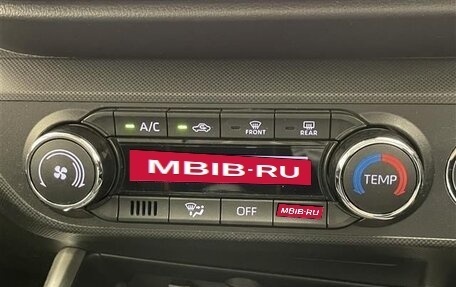 A/C
FRONT
REAR
MBIB-RU
TEMP
OFF
MBIB-RU